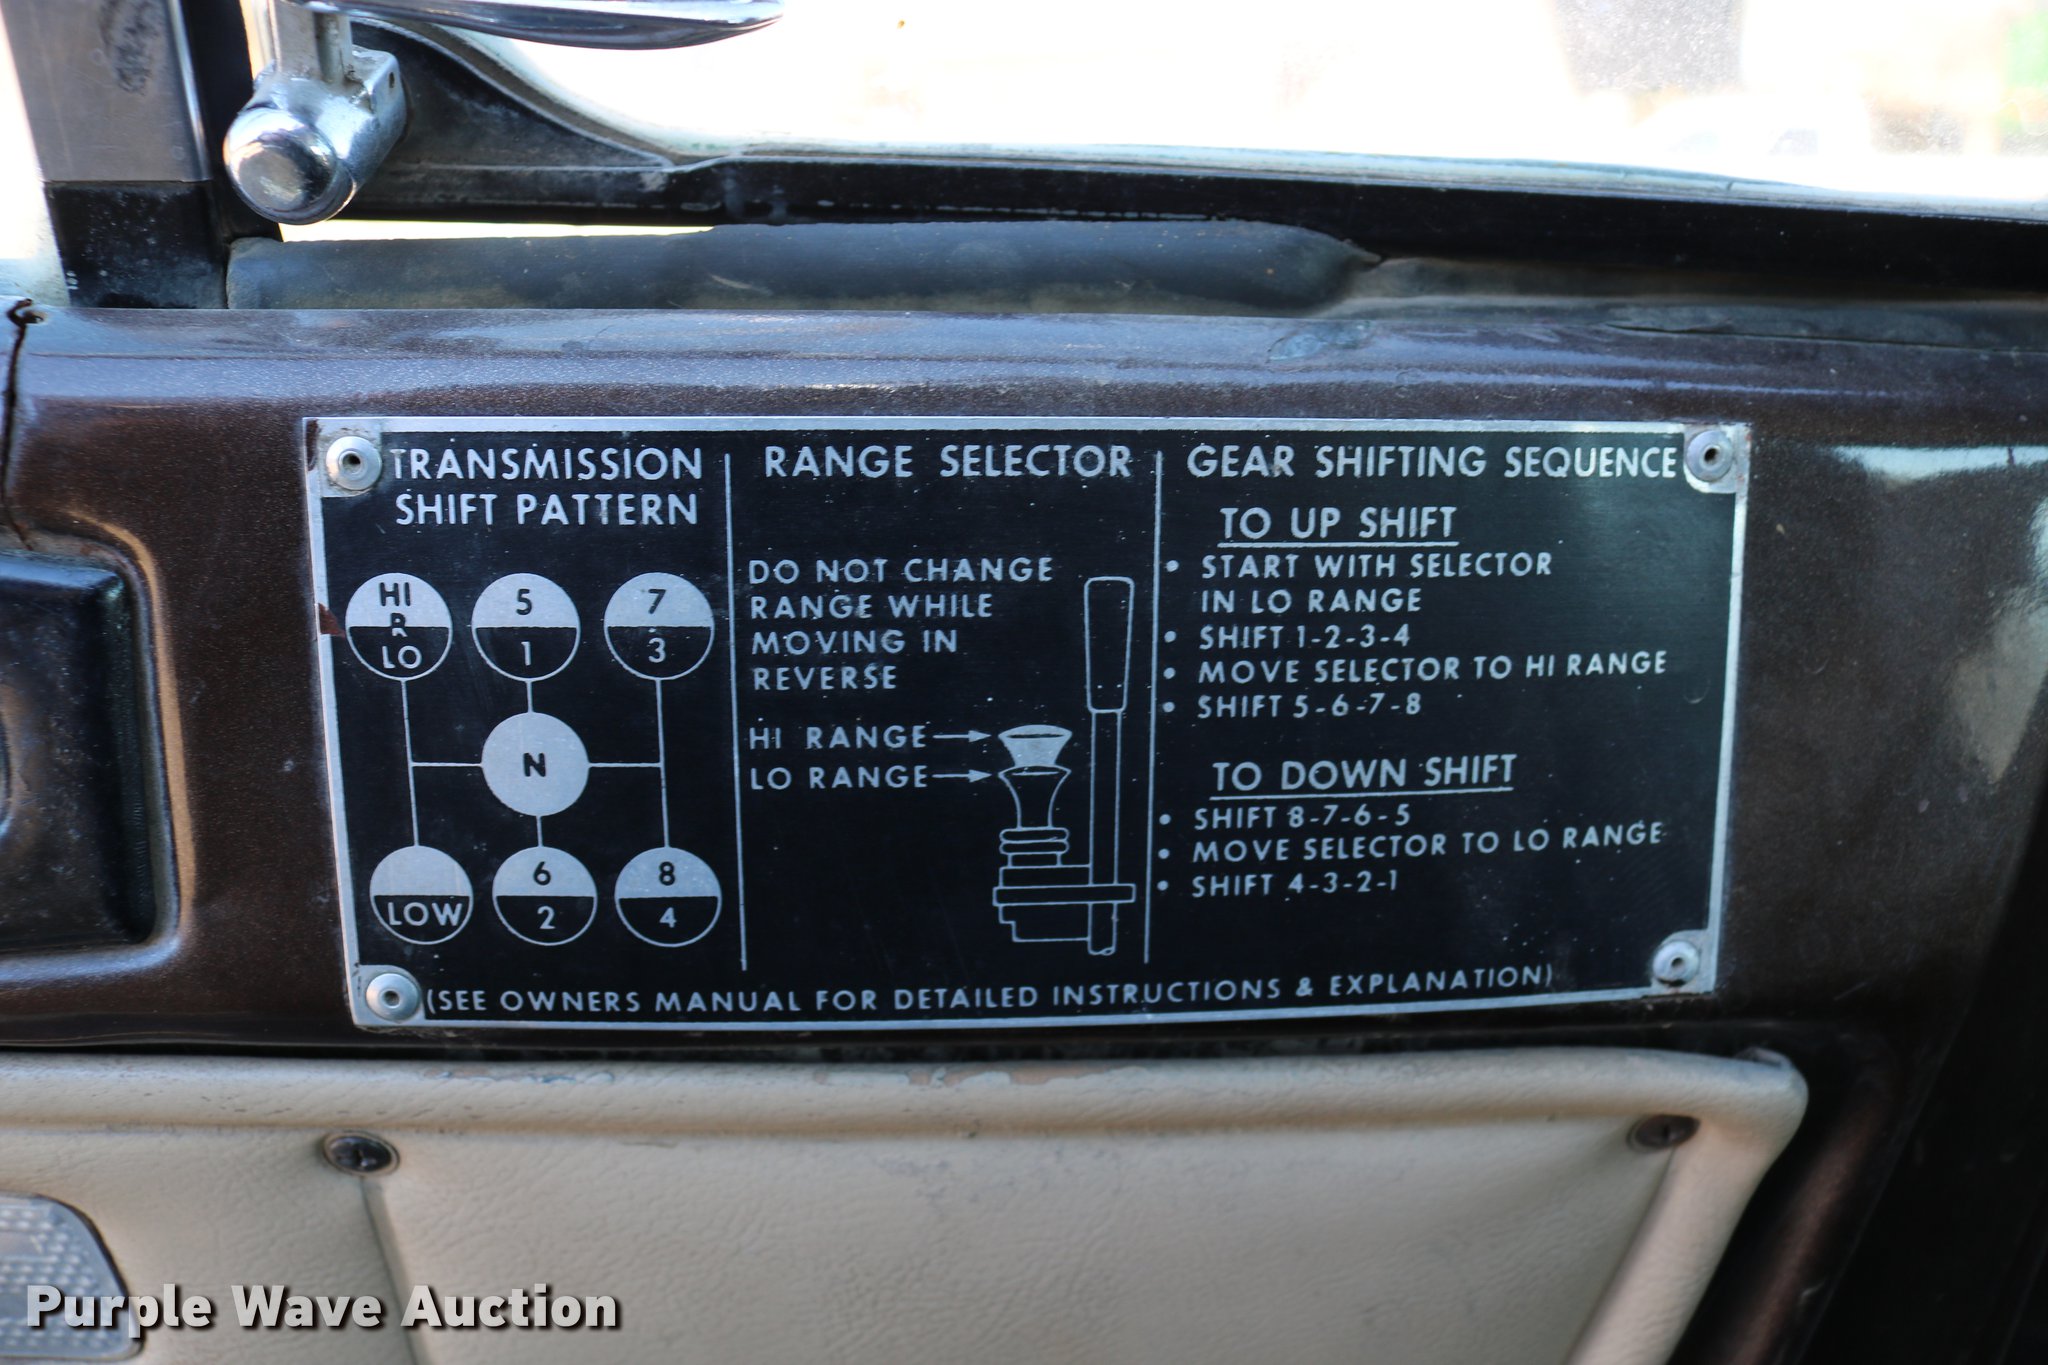 TRANSMISSION
SHIFT PATTERN
HI
R
LO
5
1
7
3
N
LOW
6
2
8
4
RANGE SELECTOR
DO NOT CHANGE
RANGE WHILE
MOVING IN
REVERSE
HI RANGE
LO RANGE
GEAR SHIFTING SEQUENCE
TO UP SHIFT
• START WITH SELECTOR
IN LO RANGE
• SHIFT 1-2-3-4
• MOVE SELECTOR TO HI RANGE
• SHIFT 5-6-7-8
TO DOWN SHIFT
• SHIFT 8-7-6-5
• MOVE SELECTOR TO LO RANGE
• SHIFT 4-3-2-1
(SEE OWNERS MANUAL FOR DETAILED INSTRUCTIONS & EXPLANATION)
Purple Wave Auction